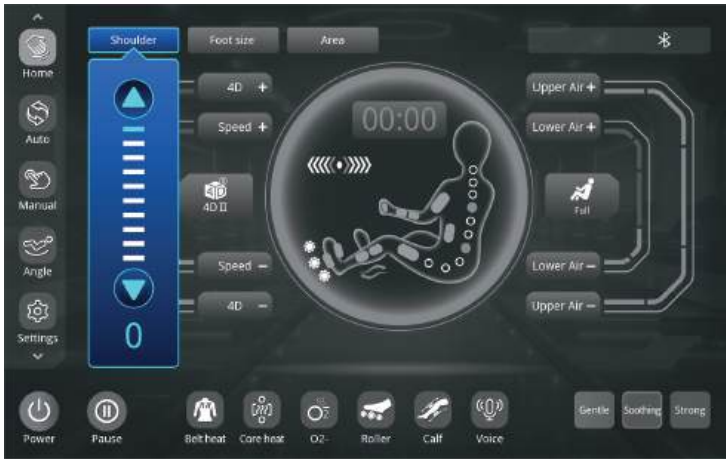 Shoulder
Foot size
Area
Home
Auto
Manual
Angle
Settings
0
4D +
Speed +
4D II
Speed −
4D −
00:00
Upper Air +
Lower Air +
Full
Lower Air −
Upper Air −
Power
Pause
Belt heat
Core heat
O2-
Roller
Calf
Voice
Gentle
Soothing
Strong